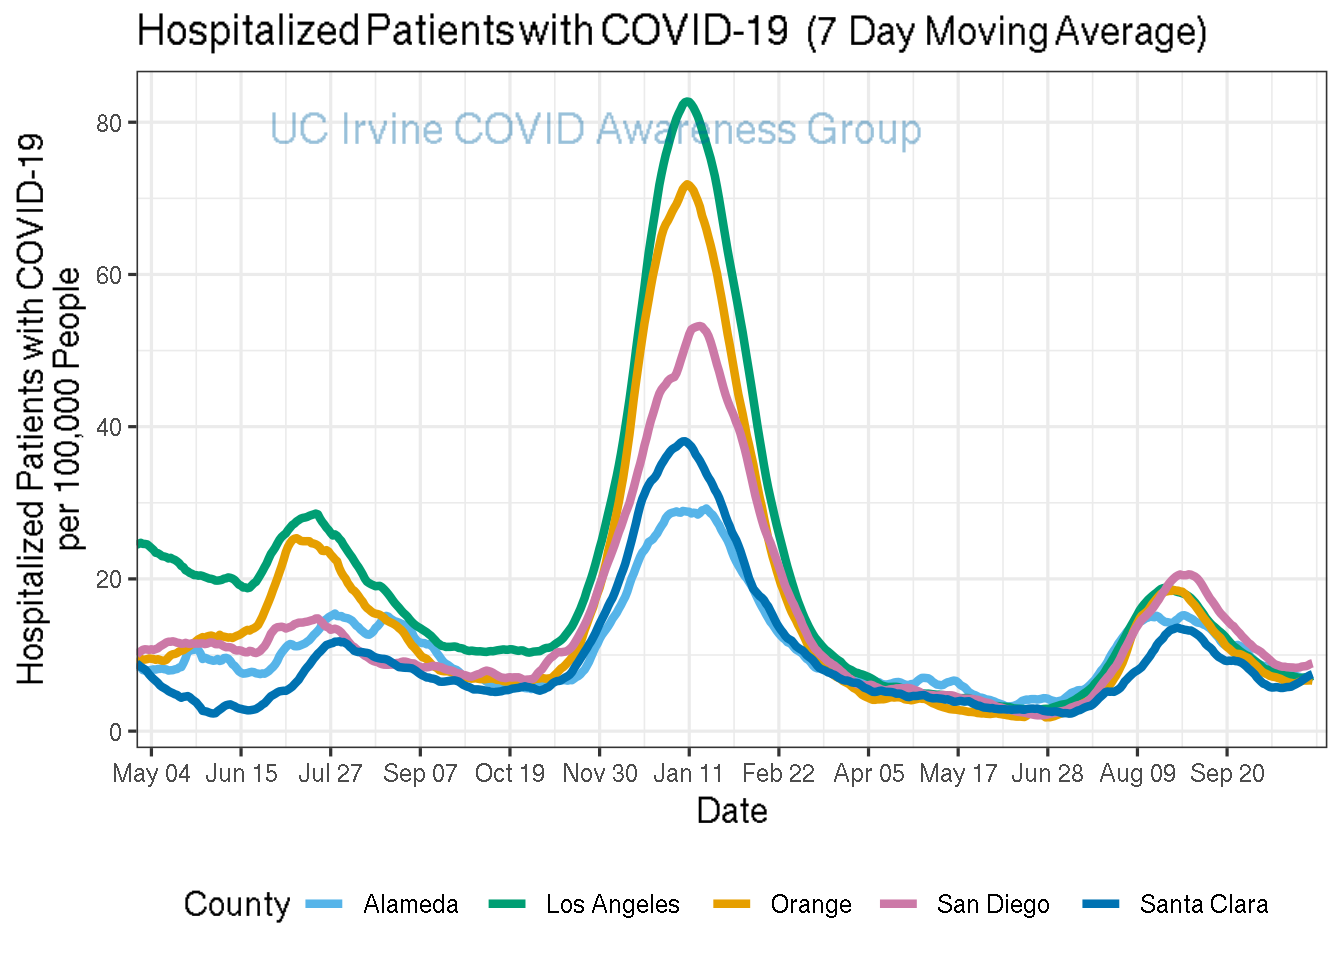 Hospitalized Patients with COVID-19 (7 Day Moving Average)
UC Irvine COVID Awareness Group
Hospitalized Patients with COVID-19
per 100,000 People
80
60
40
20
0
May 04 Jun 15 Jul 27 Sep 07 Oct 19 Nov 30 Jan 11 Feb 22 Apr 05 May 17 Jun 28 Aug 09 Sep 20
Date
County Alameda Los Angeles Orange San Diego Santa Clara